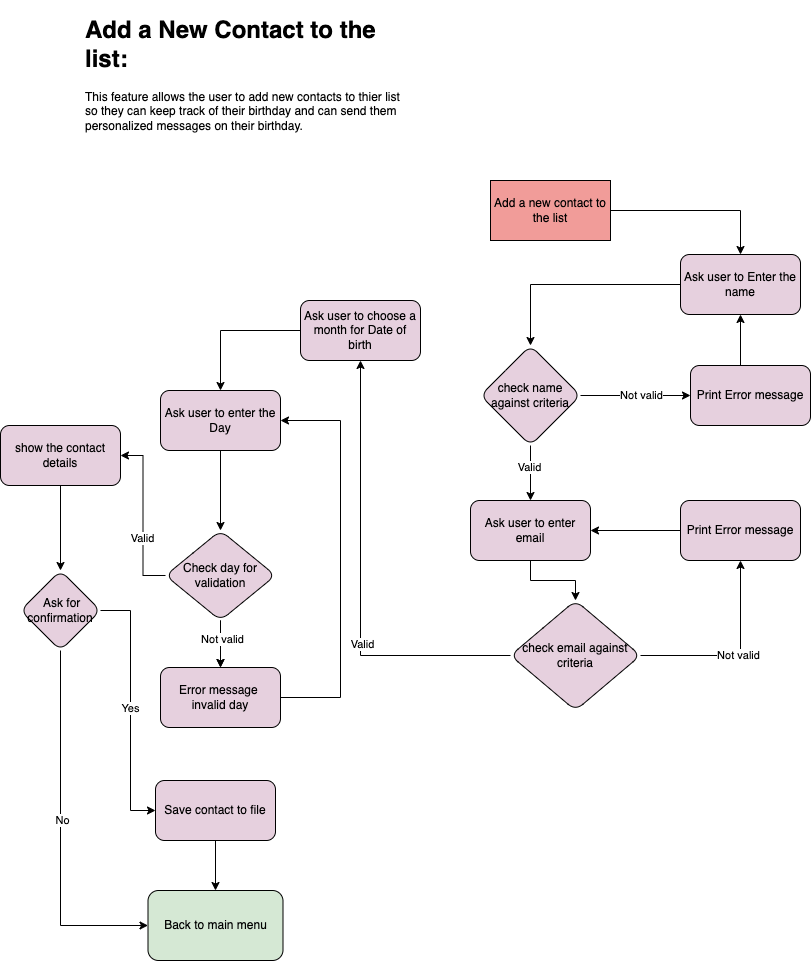 Add a New Contact to the
list:
This feature allows the user to add new contacts to thier list
so they can keep track of their birthday and can send them
personalized messages on their birthday.
Add a new contact to
the list
Ask user to Enter the
name
check name
against criteria
Not valid
Print Error message
Valid
Ask user to enter
email
Print Error message
check email against
criteria
Not valid
Valid
Ask user to choose a
month for Date of
birth
Ask user to enter the
Day
Check day for
validation
Not valid
Error message
invalid day
Valid
show the contact
details
Ask for
confirmation
Yes
No
Save contact to file
Back to main menu